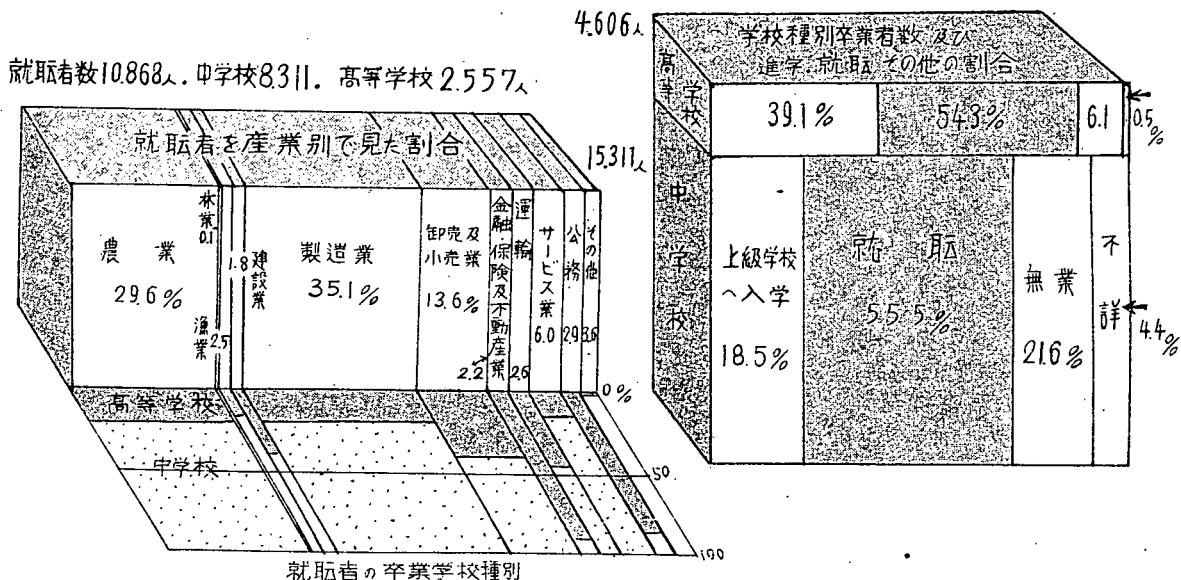 就転者数10.868人.中学校8.311. 高等学校2.557人
就転者を産業別で見た割合
農業
29.6%
林業0.1
漁業
2.5
1.8
建設業
製造業
35.1%
卸売及
小売業
13.6%
金融保険及不動産業
2.2
運輸
2.6
サービス業
6.0
公務
2.9
その他
3.6
0%
高等学校
中学校
50
100
就転者の卒業学校種別
4.606人
学校種別卒業者数及び
進学.就転その他の割合
高等学校
39.1%
54.3%
6.1
0.5
%
15.311人
中学校
上級学校
へ入学
18.5%
就転
55.5%
無業
21.6%
不詳
4.4
%